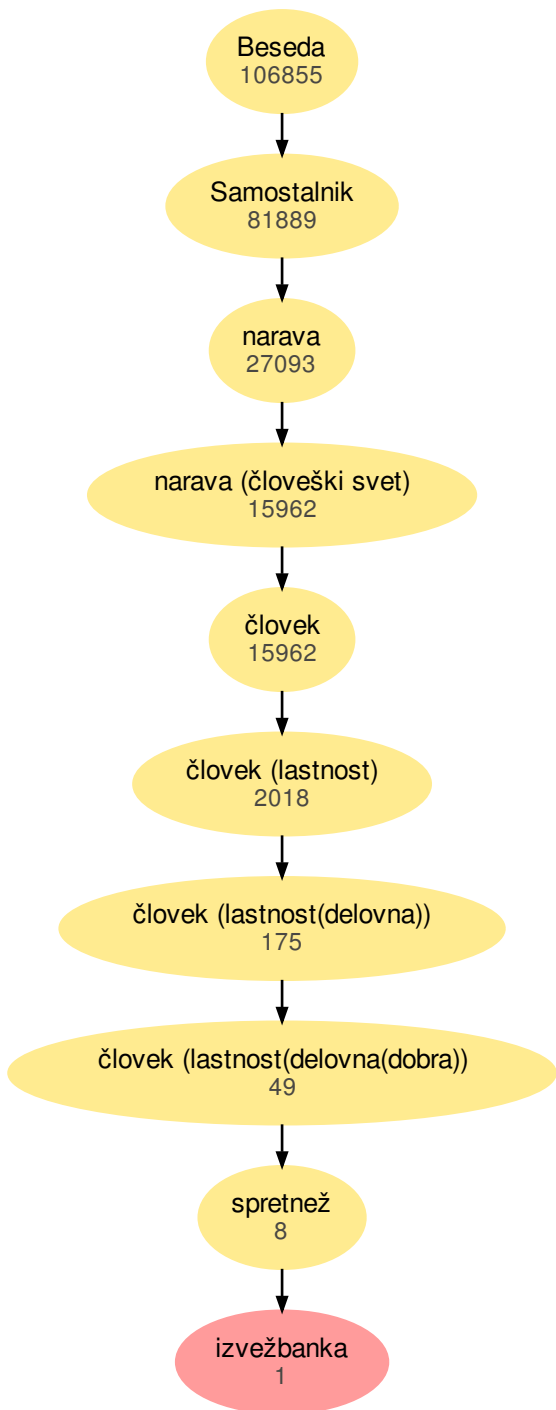 Beseda
106855
Samostalnik
81889
narava
27093
narava (človeški svet)
15962
človek
15962
človek (lastnost)
2018
človek (lastnost(delovna))
175
človek (lastnost(delovna(dobra))
49
spretnež
8
izvežbanka
1